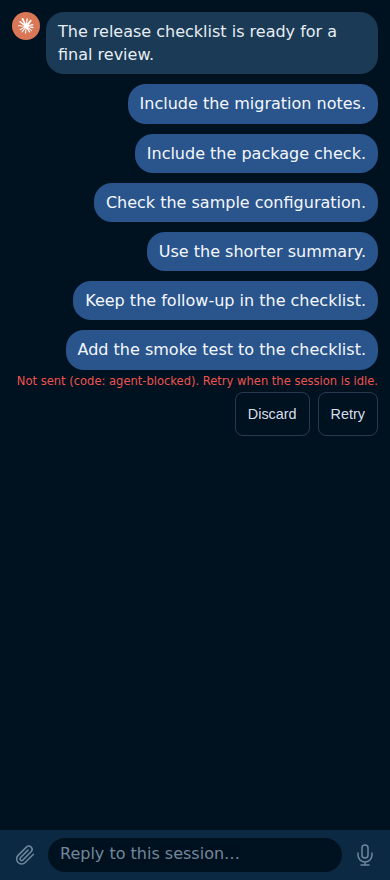 The release checklist is ready for a
final review.
Include the migration notes.
Include the package check.
Check the sample configuration.
Use the shorter summary.
Keep the follow-up in the checklist.
Add the smoke test to the checklist.
Not sent (code: agent-blocked). Retry when the session is idle.
Discard
Retry
Reply to this session...